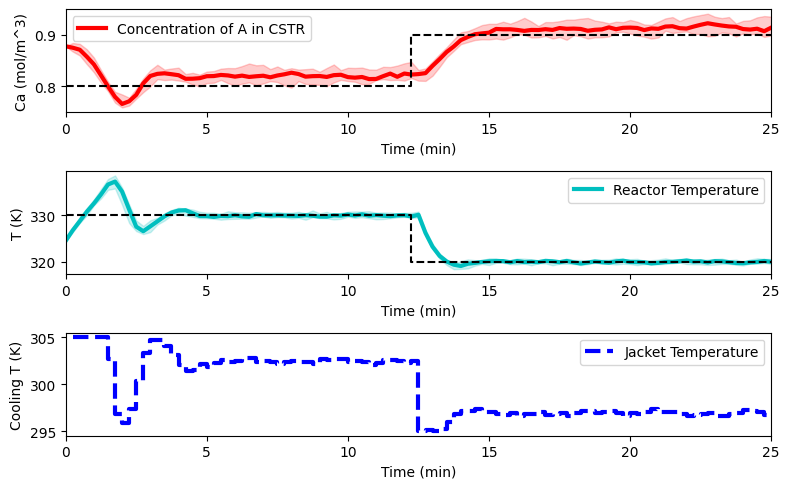 Ca (mol/m^3)
0.9
0.8
Concentration of A in CSTR
0 5 10 15 20 25
Time (min)
T (K)
330
320
Reactor Temperature
0 5 10 15 20 25
Time (min)
Cooling T (K)
305
300
295
Jacket Temperature
0 5 10 15 20 25
Time (min)